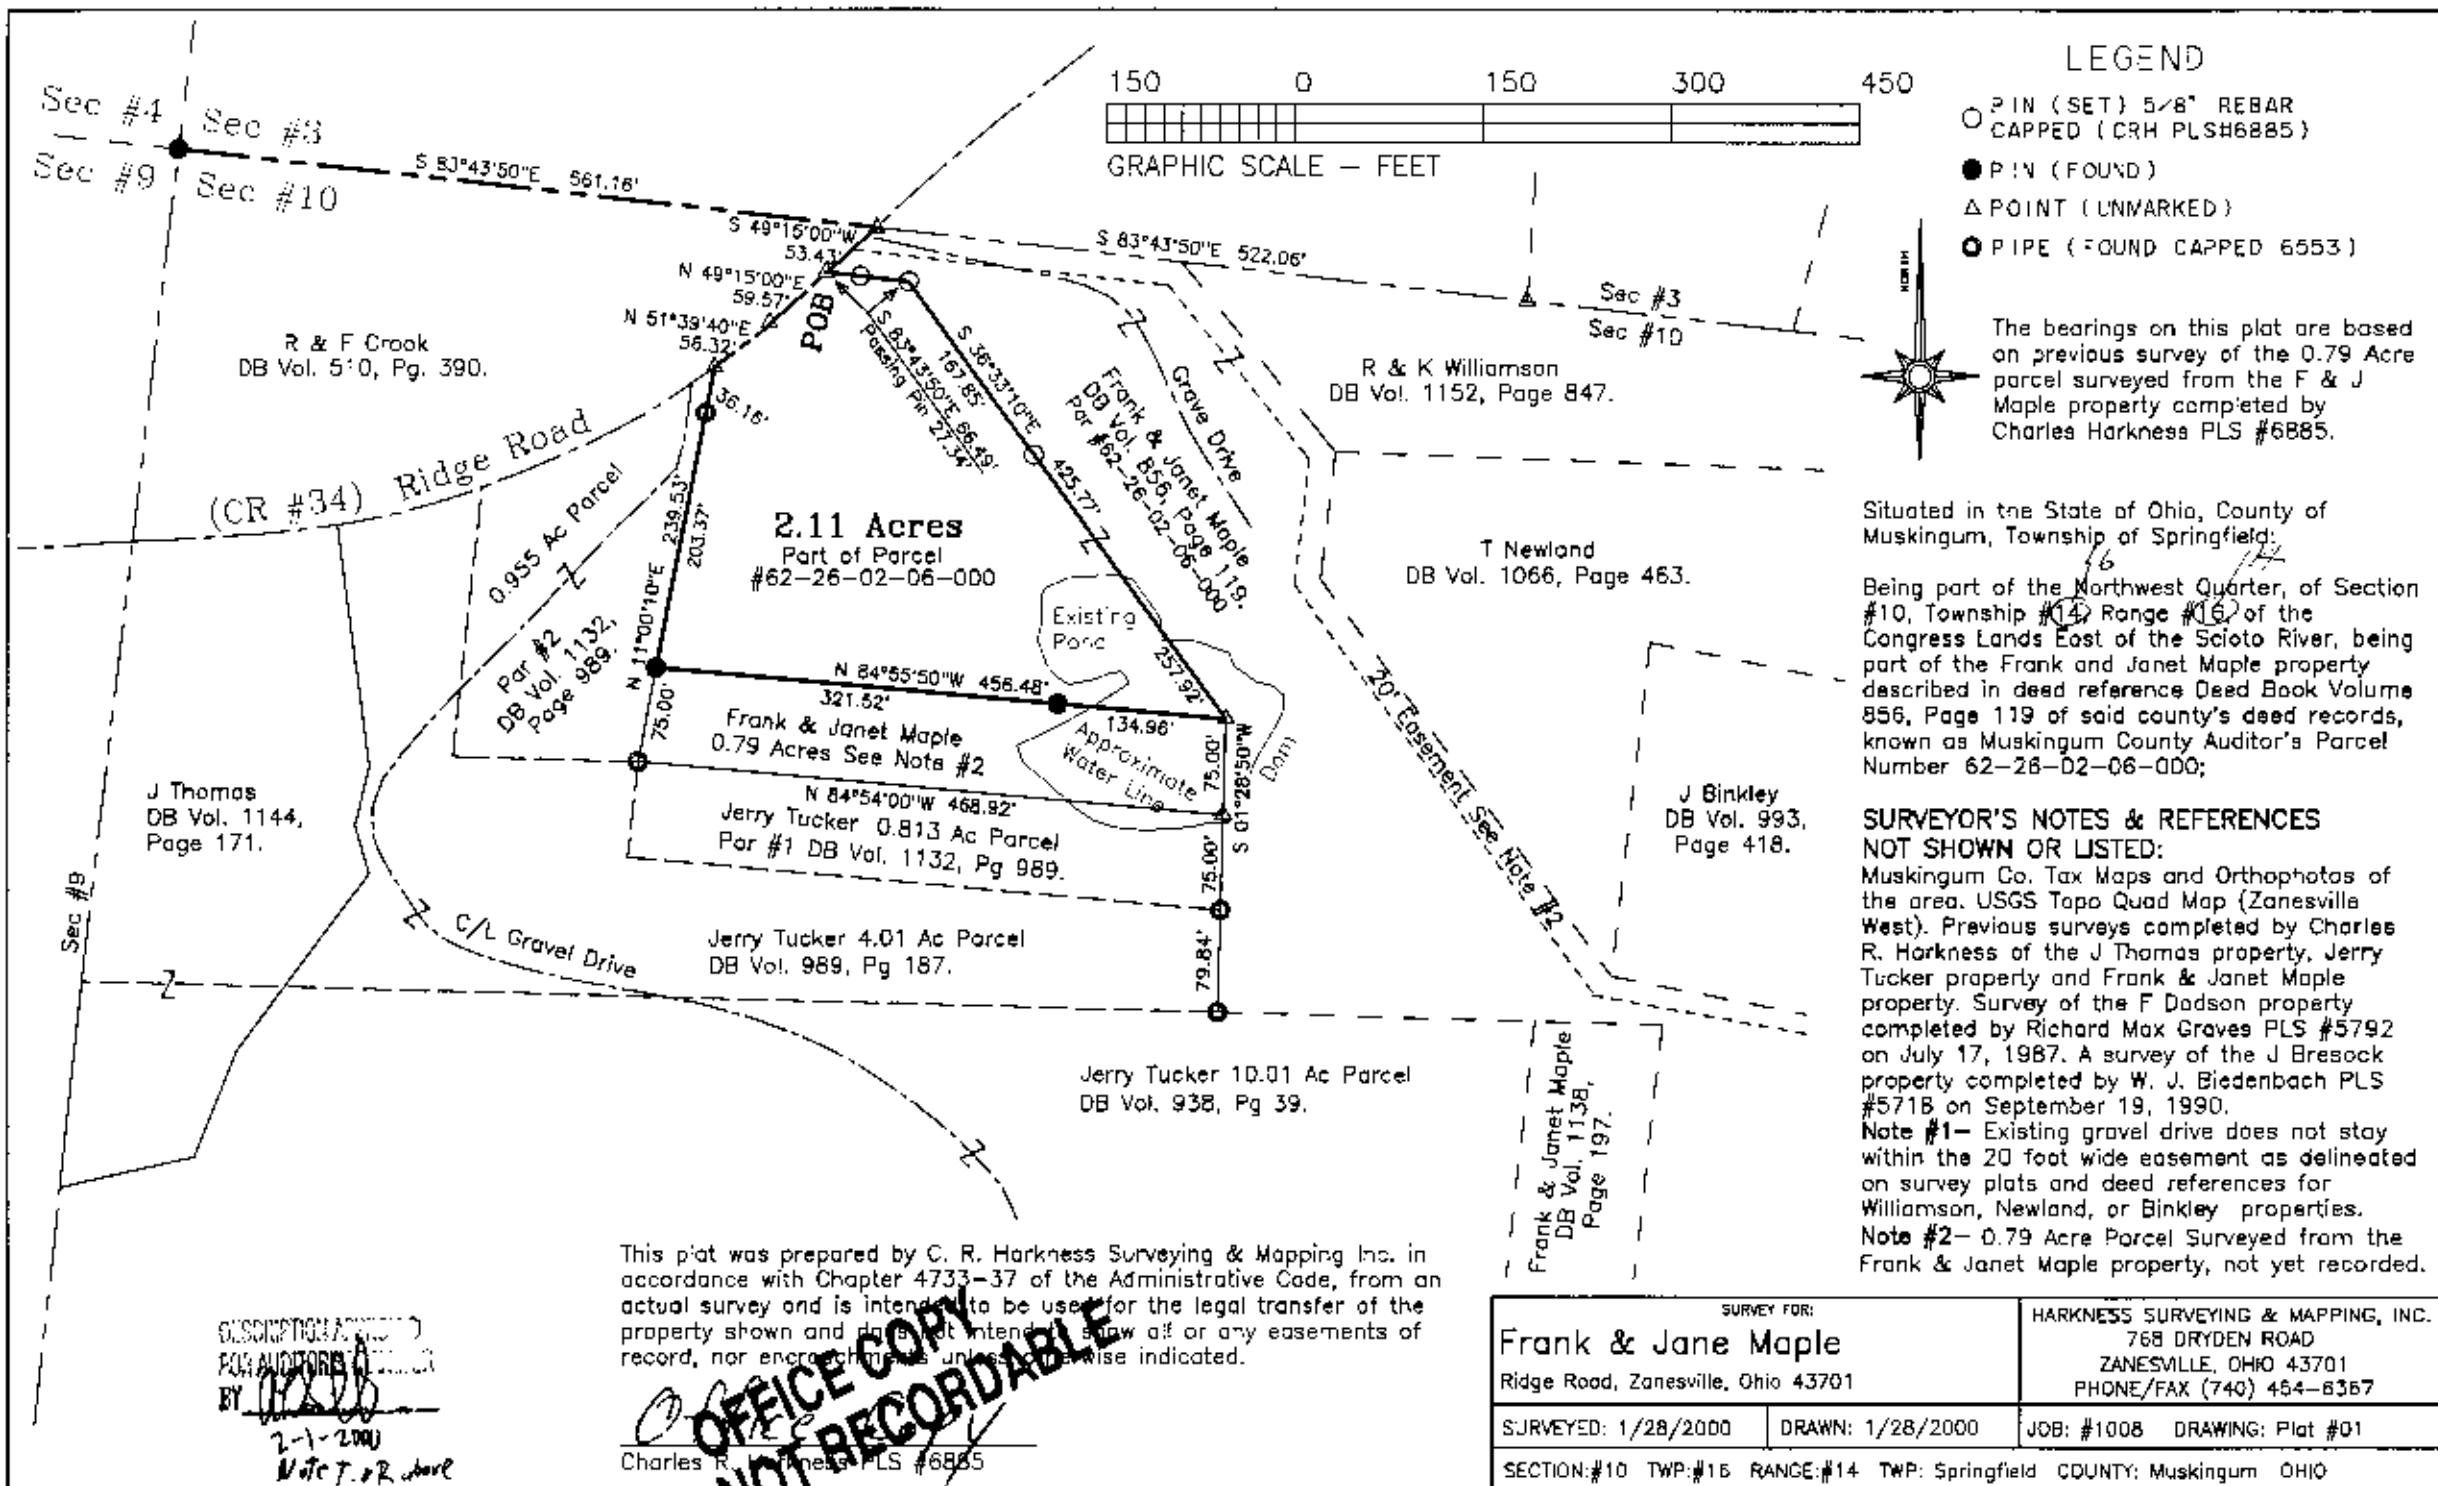 Sec #4
Sec #3
Sec #9
Sec #10
S 83°43'50"E 561.16'
150 0 150 300 450
GRAPHIC SCALE – FEET
LEGEND
PIN (SET) 5/8" REBAR
CAPPED (CRH PLS#6885)
PIN (FOUND)
POINT (UNMARKED)
PIPE (FOUND CAPPED 6553)
NORTH
The bearings on this plat are based
on previous survey of the 0.79 Acre
parcel surveyed from the F & J
Maple property completed by
Charles Harkness PLS #6885.
S 49°15'00"W
53.43'
N 49°15'00"E
59.57'
N 51°39'40"E
56.32'
POB
S 83°43'50"E 66.49'
Passing Pin 27.34'
S 36°33'10"E
167.85'
425.77'
257.92'
S 83°43'50"E 522.06'
Sec #3
Sec #10
R & F Crook
DB Vol. 510, Pg. 390.
R & K Williamson
DB Vol. 1152, Page 847.
Frank & Janet Maple
DB Vol. 856, Page 119.
Par #62-26-02-06-000
Grave Drive
36.16'
239.53'
203.37'
N 11°00'10"E
(CR #34) Ridge Road
0.955 Ac Parcel
Par #2
DB Vol. 1132,
Page 989.
2.11 Acres
Part of Parcel
#62-26-02-06-000
T Newland
DB Vol. 1066, Page 463.
Existing
Pond
N 84°55'50"W 456.48'
321.52'
134.96'
75.00'
Frank & Janet Maple
0.79 Acres See Note #2
Approximate
Water Line
Dam
75.00'
S 01°28'50"W
N 84°54'00"W 468.92'
Jerry Tucker 0.813 Ac Parcel
Par #1 DB Vol. 1132, Pg 989.
75.00'
79.84'
20' Easement See Note #2
J Thomas
DB Vol. 1144,
Page 171.
Sec #9
C/L Gravel Drive
Jerry Tucker 4.01 Ac Parcel
DB Vol. 989, Pg 187.
J Binkley
DB Vol. 993,
Page 418.
Jerry Tucker 10.01 Ac Parcel
DB Vol. 938, Pg 39.
Frank & Janet Maple
DB Vol. 1138,
Page 197.
Situated in the State of Ohio, County of
Muskingum, Township of Springfield:
16 14
Being part of the Northwest Quarter, of Section
#10, Township #14, Range #16, of the
Congress Lands East of the Scioto River, being
part of the Frank and Janet Maple property
described in deed reference Deed Book Volume
856, Page 119 of said county's deed records,
known as Muskingum County Auditor's Parcel
Number 62-26-02-06-000;
SURVEYOR'S NOTES & REFERENCES
NOT SHOWN OR LISTED:
Muskingum Co. Tax Maps and Orthophotos of
the area. USGS Topo Quad Map (Zanesville
West). Previous surveys completed by Charles
R. Harkness of the J Thomas property, Jerry
Tucker property and Frank & Janet Maple
property. Survey of the F Dodson property
completed by Richard Max Graves PLS #5792
on July 17, 1987. A survey of the J Bresock
property completed by W. J. Biedenbach PLS
#5718 on September 19, 1990.
Note #1– Existing gravel drive does not stay
within the 20 foot wide easement as delineated
on survey plats and deed references for
Williamson, Newland, or Binkley properties.
Note #2– 0.79 Acre Parcel Surveyed from the
Frank & Janet Maple property, not yet recorded.
This plat was prepared by C. R. Harkness Surveying & Mapping Inc. in
accordance with Chapter 4733-37 of the Administrative Code, from an
actual survey and is intended to be used for the legal transfer of the
property shown and does not intend to show all or any easements of
record, nor encroachments unless otherwise indicated.
OFFICE COPY
NOT RECORDABLE
Charles R. Harkness PLS #6885
DESCRIPTION
FOR AUDITORS
BY
2-1-2000
Note T. & R above
SURVEY FOR:
Frank & Jane Maple
Ridge Road, Zanesville, Ohio 43701
HARKNESS SURVEYING & MAPPING, INC.
768 DRYDEN ROAD
ZANESVILLE, OHIO 43701
PHONE/FAX (740) 454-6367
SURVEYED: 1/28/2000 DRAWN: 1/28/2000 JOB: #1008 DRAWING: Plat #01
SECTION:#10 TWP:#16 RANGE:#14 TWP: Springfield COUNTY: Muskingum OHIO